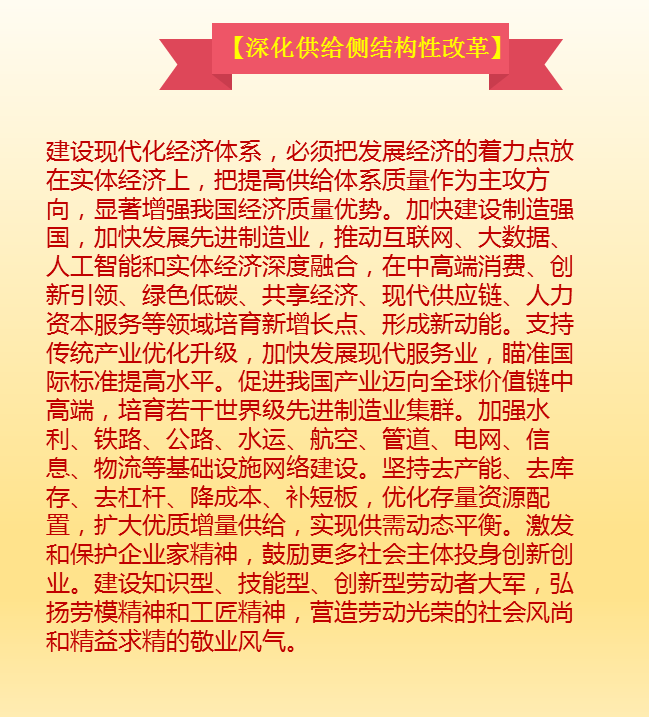 【深化供给侧结构性改革】
建设现代化经济体系，必须把发展经济的着力点放
在实体经济上，把提高供给体系质量作为主攻方
向，显著增强我国经济质量优势。加快建设制造强
国，加快发展先进制造业，推动互联网、大数据、
人工智能和实体经济深度融合，在中高端消费、创
新引领、绿色低碳、共享经济、现代供应链、人力
资本服务等领域培育新增长点、形成新动能。支持
传统产业优化升级，加快发展现代服务业，瞄准国
际标准提高水平。促进我国产业迈向全球价值链中
高端，培育若干世界级先进制造业集群。加强水
利、铁路、公路、水运、航空、管道、电网、信
息、物流等基础设施网络建设。坚持去产能、去库
存、去杠杆、降成本、补短板，优化存量资源配
置，扩大优质增量供给，实现供需动态平衡。激发
和保护企业家精神，鼓励更多社会主体投身创新创
业。建设知识型、技能型、创新型劳动者大军，弘
扬劳模精神和工匠精神，营造劳动光荣的社会风尚
和精益求精的敬业风气。